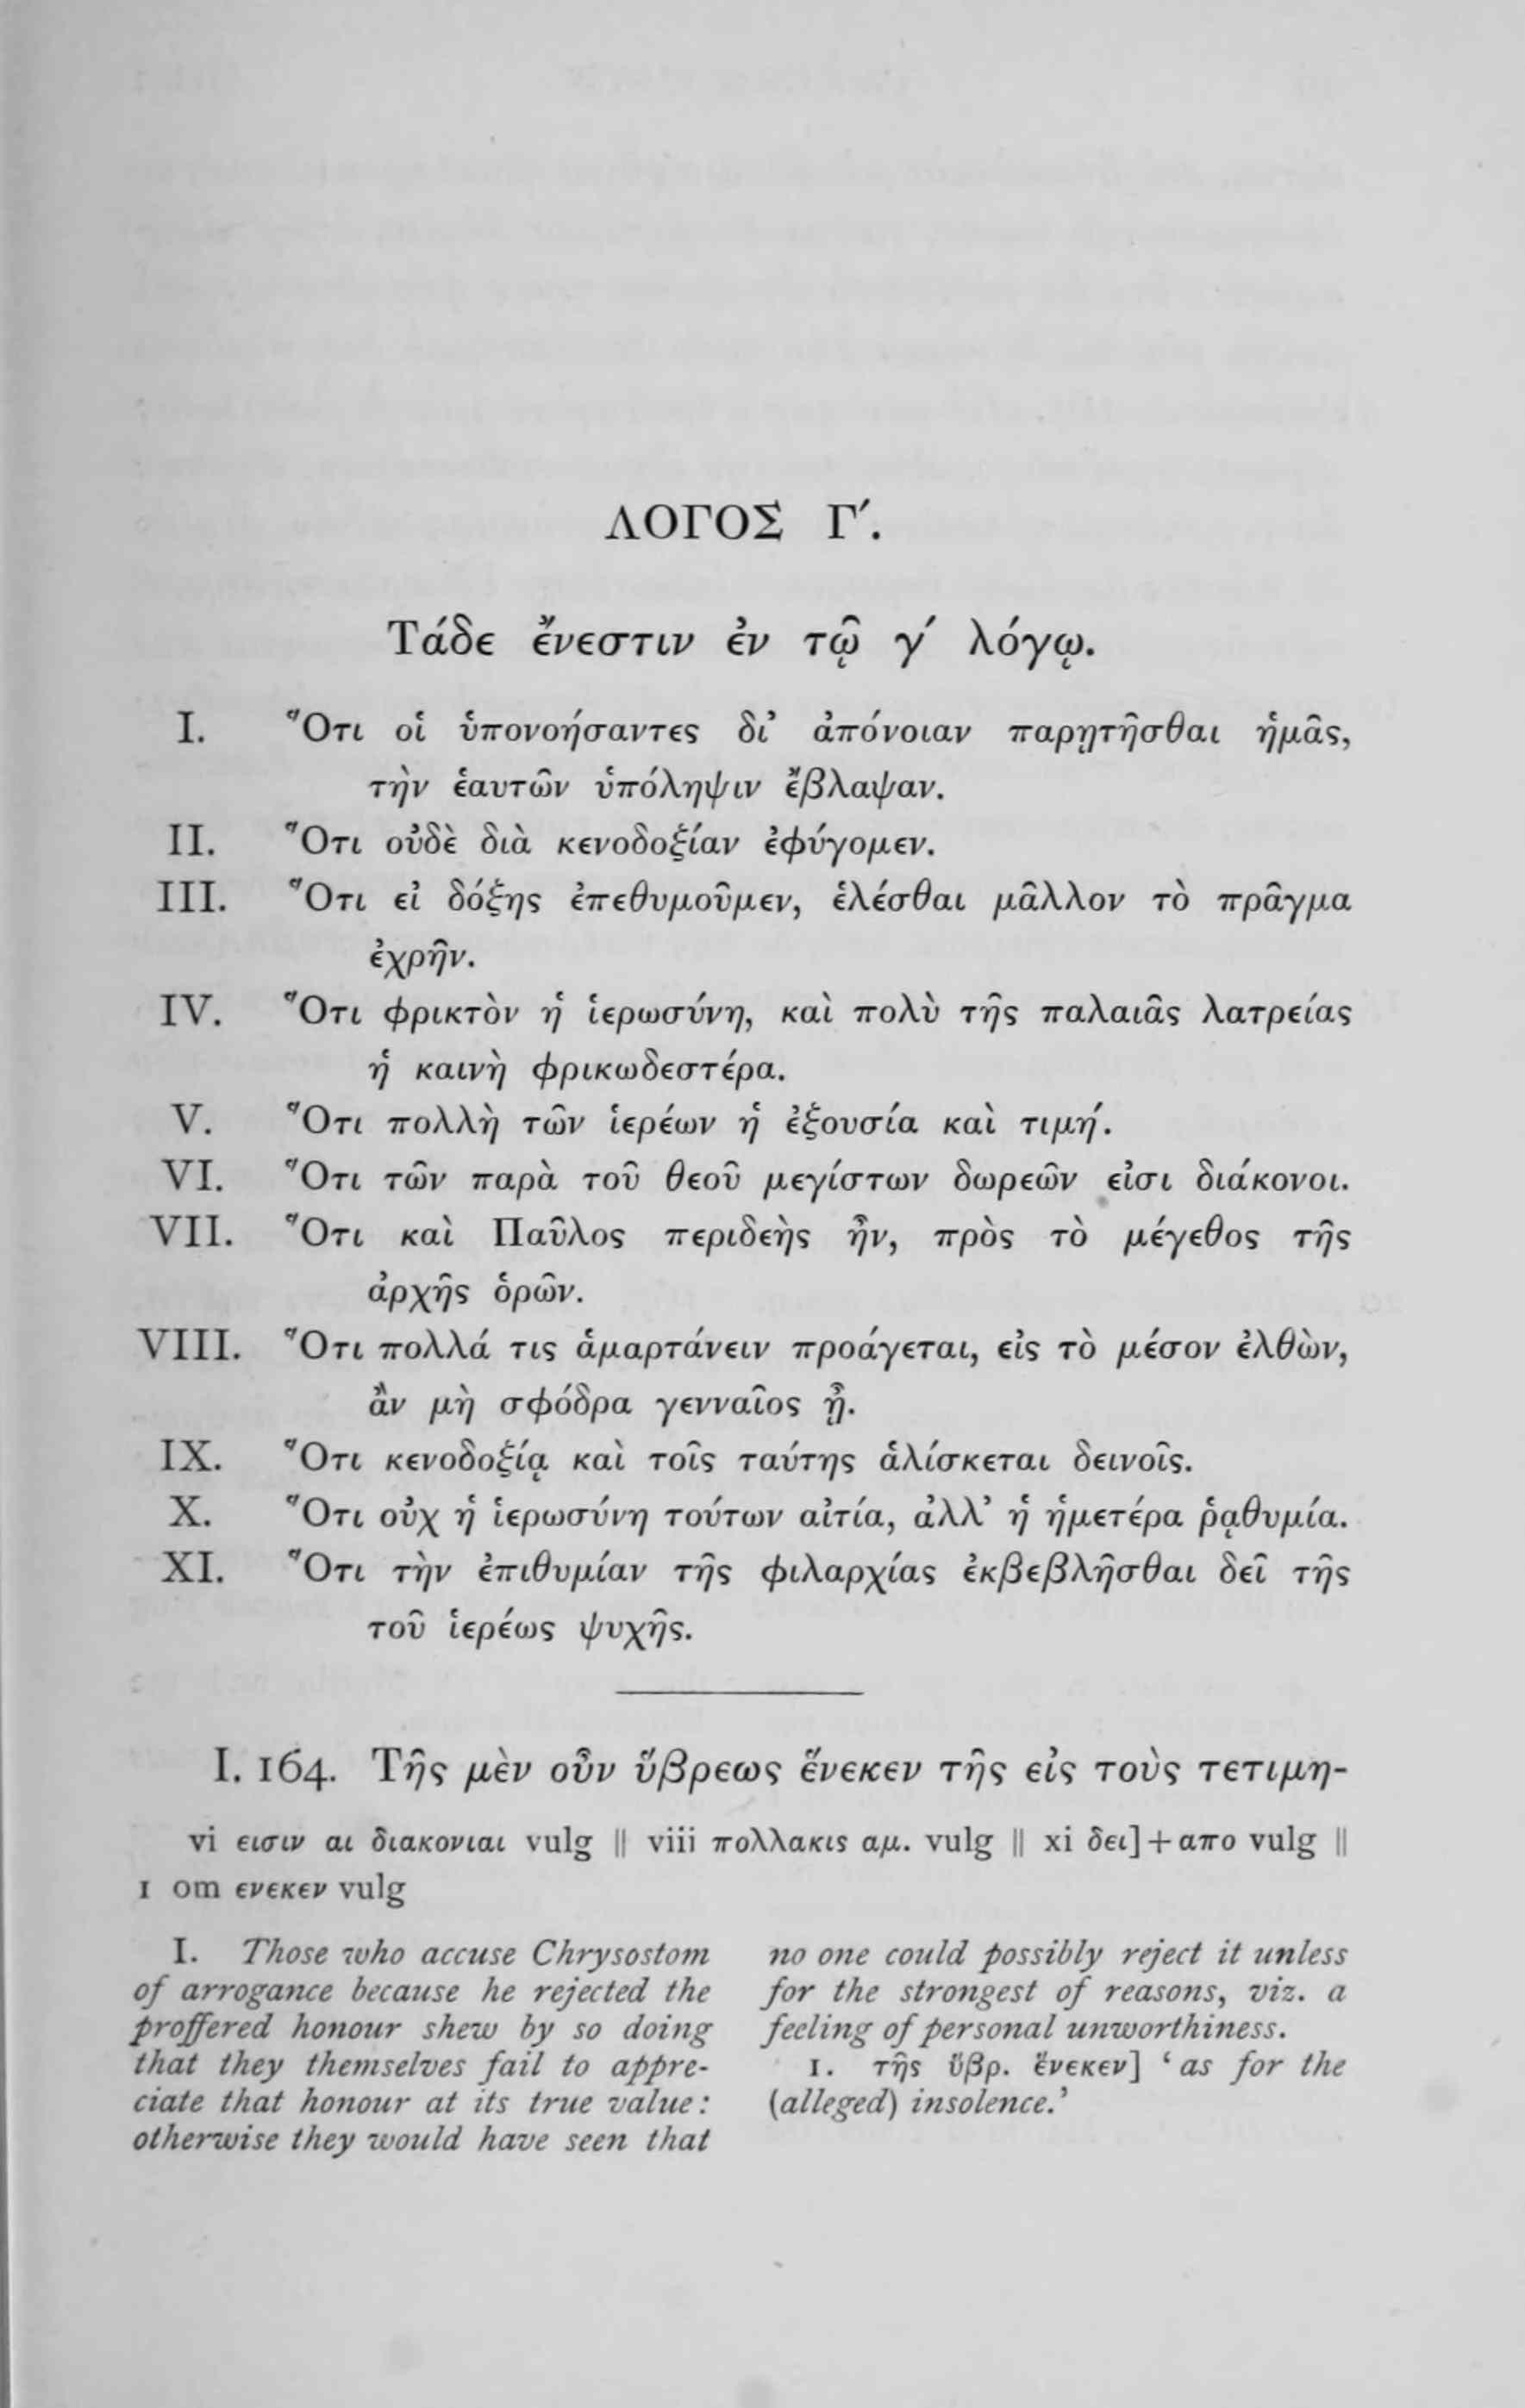 ΛΟΓΟΣ Γ′.
Τάδε ἔνεστιν ἐν τῷ γ′ λόγῳ.
I. Ὅτι οἱ ὑπονοήσαντες δι' ἀπόνοιαν παρῃτῆσθαι ἡμᾶς,
τὴν ἑαυτῶν ὑπόληψιν ἔβλαψαν.
II. Ὅτι οὐδὲ διὰ κενοδοξίαν ἐφύγομεν.
III. Ὅτι εἰ δόξης ἐπεθυμοῦμεν, ἑλέσθαι μᾶλλον τὸ πρᾶγμα
ἐχρῆν.
IV. Ὅτι φρικτὸν ἡ ἱερωσύνη, καὶ πολὺ τῆς παλαιᾶς λατρείας
ἡ καινὴ φρικωδεστέρα.
V. Ὅτι πολλὴ τῶν ἱερέων ἡ ἐξουσία καὶ τιμή.
VI. Ὅτι τῶν παρὰ τοῦ θεοῦ μεγίστων δωρεῶν εἰσι διάκονοι.
VII. Ὅτι καὶ Παῦλος περιδεὴς ἦν, πρὸς τὸ μέγεθος τῆς
ἀρχῆς ὁρῶν.
VIII. Ὅτι πολλά τις ἁμαρτάνειν προάγεται, εἰς τὸ μέσον ἐλθὼν,
ἂν μὴ σφόδρα γενναῖος ᾖ.
IX. Ὅτι κενοδοξίᾳ καὶ τοῖς ταύτης ἁλίσκεται δεινοῖς.
X. Ὅτι οὐχ ἡ ἱερωσύνη τούτων αἰτία, ἀλλ' ἡ ἡμετέρα ῥᾳθυμία.
XI. Ὅτι τὴν ἐπιθυμίαν τῆς φιλαρχίας ἐκβεβλῆσθαι δεῖ τῆς
τοῦ ἱερέως ψυχῆς.
I. 164. Τῆς μὲν οὖν ὕβρεως ἕνεκεν τῆς εἰς τοὺς τετιμη-
vi εισιν αι διακονιαι vulg || viii πολλακις αμ. vulg || xi δει]+απο vulg ||
1 om ενεκεν vulg
I. Those who accuse Chrysostom
of arrogance because he rejected the
proffered honour shew by so doing
that they themselves fail to appre-
ciate that honour at its true value:
otherwise they would have seen that
no one could possibly reject it unless
for the strongest of reasons, viz. a
feeling of personal unworthiness.
1. τῆς ὕβρ. ἕνεκεν] 'as for the
(alleged) insolence.'